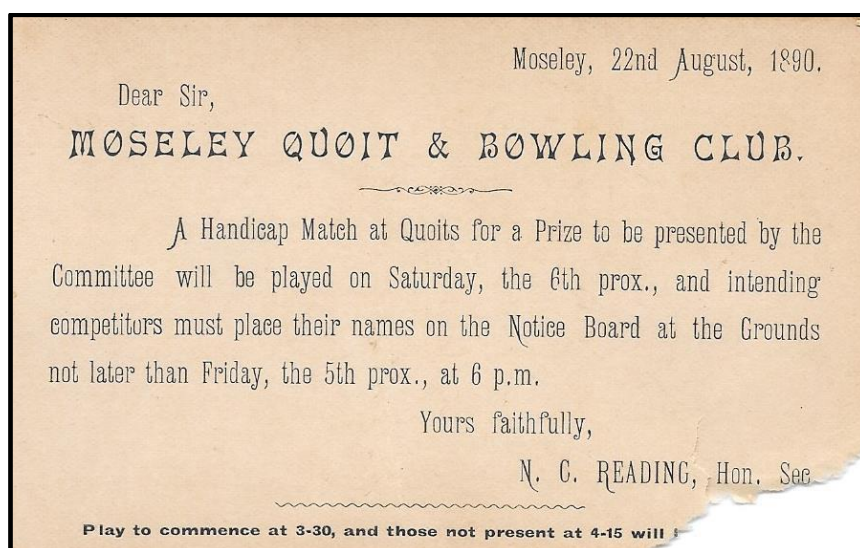 Moseley, 22nd August, 1890.
Dear Sir,
MOSELEY QUOIT & BOWLING CLUB.
A Handicap Match at Quoits for a Prize to be presented by the
Committee will be played on Saturday, the 6th prox., and intending
competitors must place their names on the Notice Board at the Grounds
not later than Friday, the 5th prox., at 6 p.m.
Yours faithfully,
N. C. READING, Hon. Sec
Play to commence at 3-30, and those not present at 4-15 will